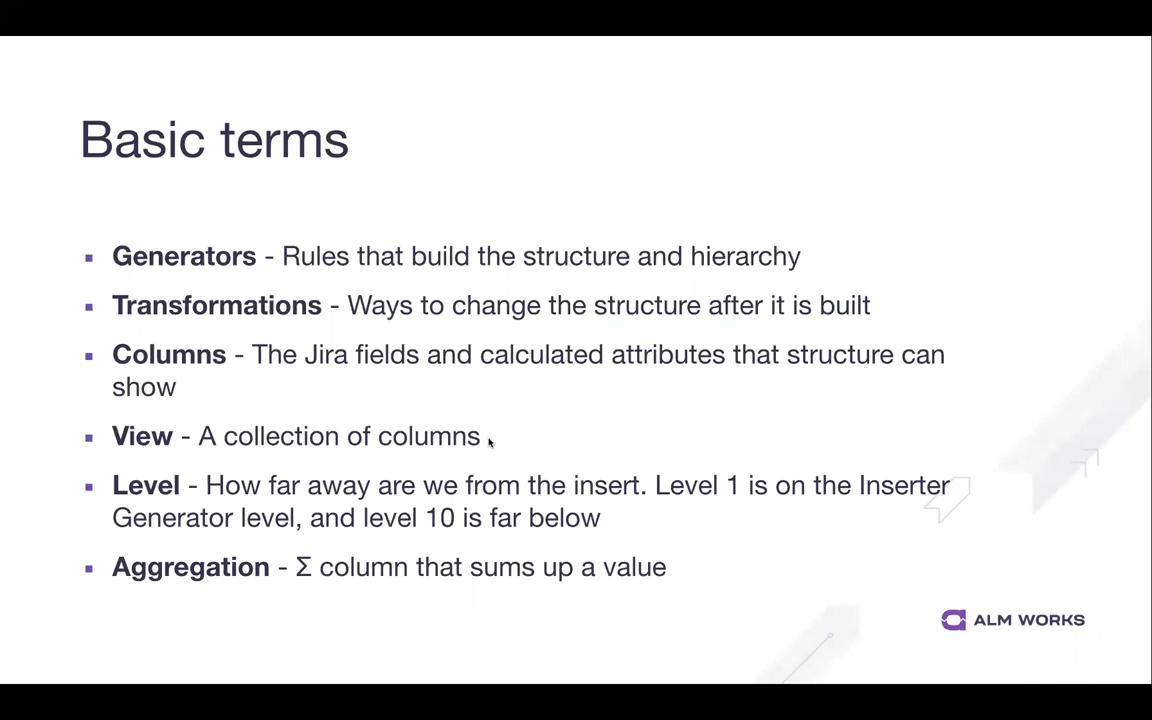 Basic terms
▪ Generators - Rules that build the structure and hierarchy
▪ Transformations - Ways to change the structure after it is built
▪ Columns - The Jira fields and calculated attributes that structure can
show
▪ View - A collection of columns
▪ Level - How far away are we from the insert. Level 1 is on the Inserter
Generator level, and level 10 is far below
▪ Aggregation - Σ column that sums up a value
ALM WORKS